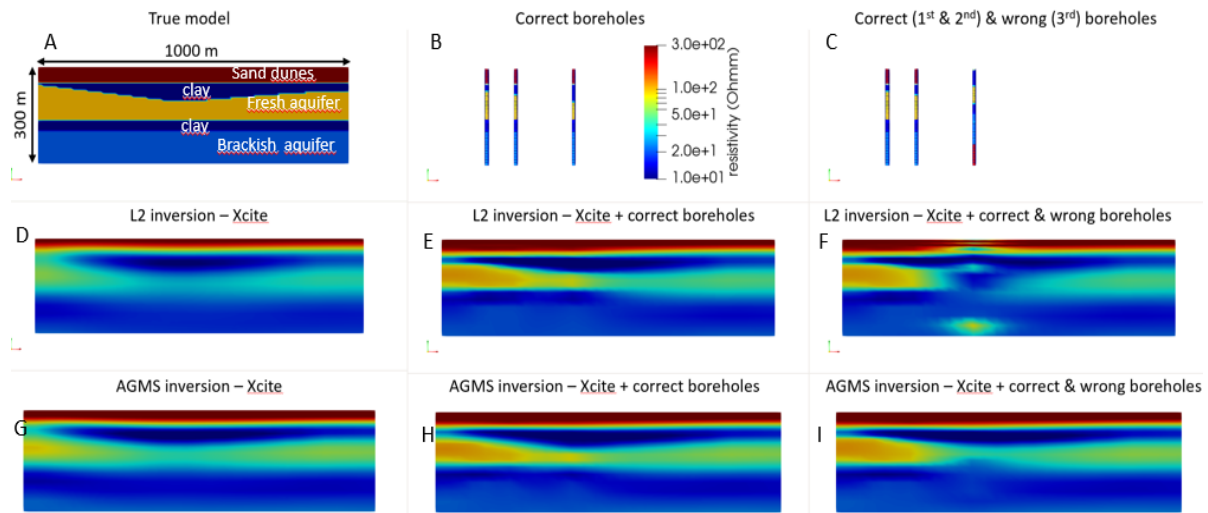 True model
Correct boreholes
Correct (1st & 2nd) & wrong (3rd) boreholes
A
1000 m
300 m
Sand dunes
clay
Fresh aquifer
clay
Brackish aquifer
B
3.0e+02
1.0e+02
5.0e+1
2.0e+1
1.0e+01
resistivity (Ohmm)
C
L2 inversion – Xcite
L2 inversion – Xcite + correct boreholes
L2 inversion – Xcite + correct & wrong boreholes
D
E
F
AGMS inversion – Xcite
AGMS inversion – Xcite + correct boreholes
AGMS inversion – Xcite + correct & wrong boreholes
G
H
I